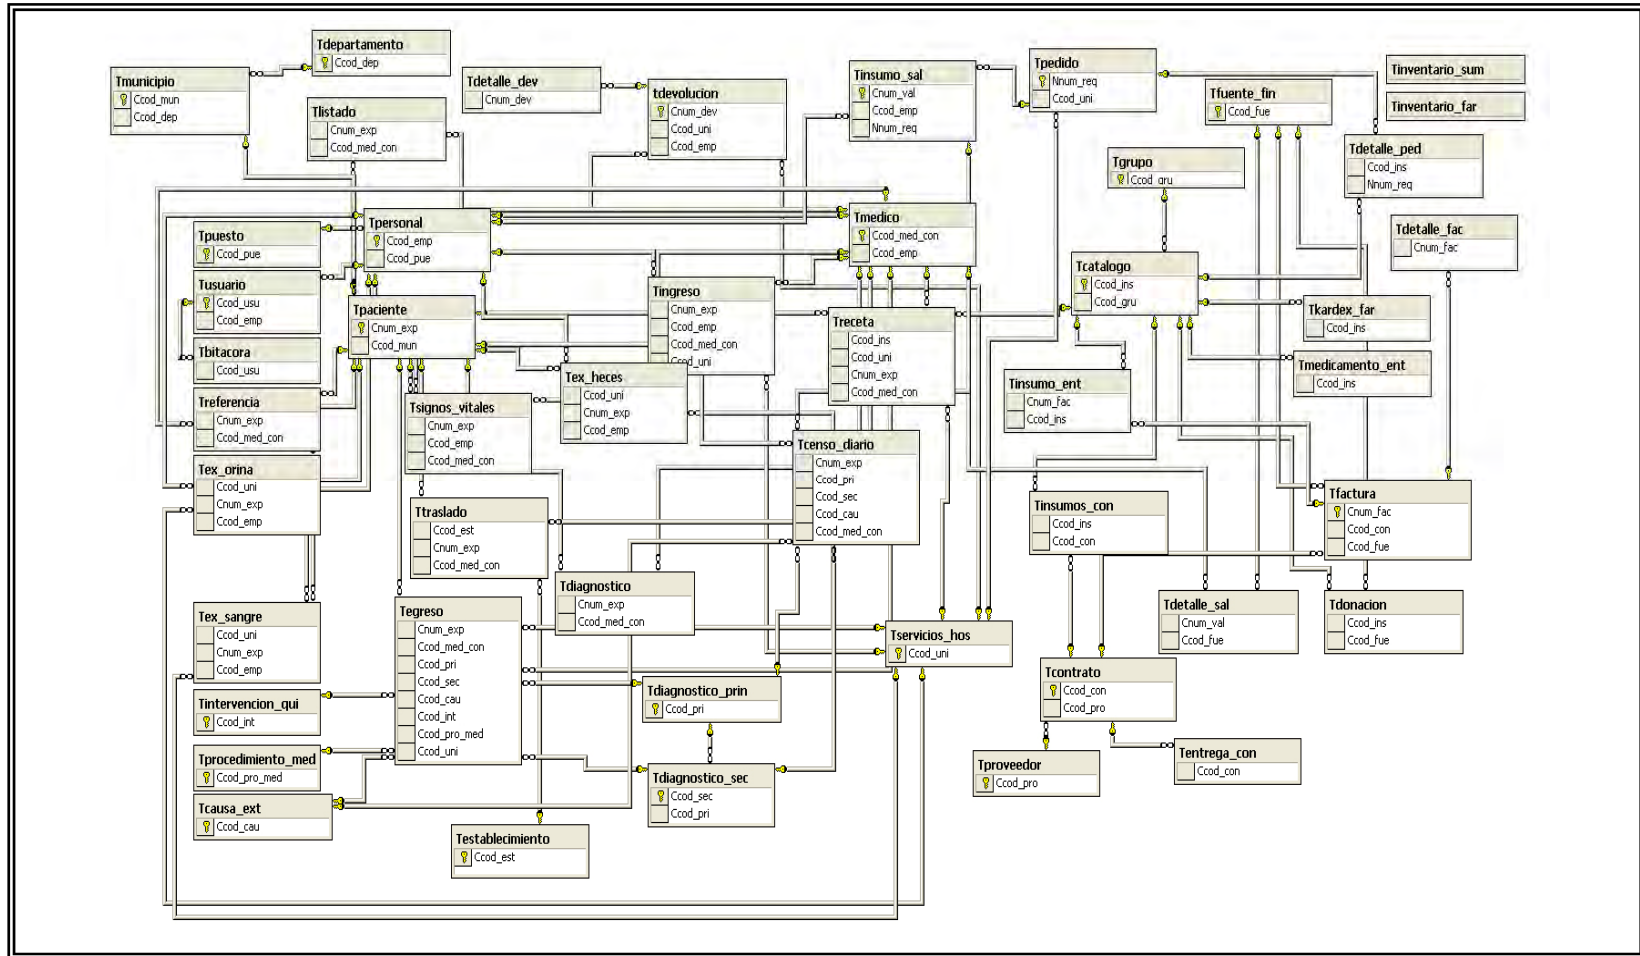 Tdepartamento
Ccod_dep
Tmunicipio
Ccod_mun
Ccod_dep
Tlistado
Cnum_exp
Ccod_med_con
Tdetalle_dev
Cnum_dev
tdevolucion
Cnum_dev
Ccod_uni
Ccod_emp
Tinsumo_sal
Cnum_val
Ccod_emp
Nnum_req
Tpedido
Nnum_req
Ccod_uni
Tfuente_fin
Ccod_fue
Tinventario_sum
Tinventario_far
Tdetalle_ped
Ccod_ins
Nnum_req
Tgrupo
Ccod_gru
Tdetalle_fac
Cnum_fac
Tpuesto
Ccod_pue
Tpersonal
Ccod_emp
Ccod_pue
Tmedico
Ccod_med_con
Ccod_emp
Tcatalogo
Ccod_ins
Ccod_gru
Tusuario
Ccod_usu
Ccod_emp
Tpaciente
Cnum_exp
Ccod_mun
Tingreso
Cnum_exp
Ccod_emp
Ccod_med_con
Ccod_uni
Treceta
Ccod_ins
Ccod_uni
Cnum_exp
Ccod_med_con
Tkardex_far
Ccod_ins
Tbitacora
Ccod_usu
Tmedicamento_ent
Ccod_ins
Tex_heces
Ccod_uni
Cnum_exp
Ccod_emp
Tinsumo_ent
Cnum_fac
Ccod_ins
Treferencia
Cnum_exp
Ccod_med_con
Tsignos_vitales
Cnum_exp
Ccod_emp
Ccod_med_con
Tcenso_diario
Cnum_exp
Ccod_pri
Ccod_sec
Ccod_cau
Ccod_med_con
Tex_orina
Ccod_uni
Cnum_exp
Ccod_emp
Ttraslado
Ccod_est
Cnum_exp
Ccod_med_con
Tinsumos_con
Ccod_ins
Ccod_con
Tfactura
Cnum_fac
Ccod_con
Ccod_fue
Tdiagnostico
Cnum_exp
Ccod_med_con
Tex_sangre
Ccod_uni
Cnum_exp
Ccod_emp
Tegreso
Cnum_exp
Ccod_med_con
Ccod_pri
Ccod_sec
Ccod_cau
Ccod_int
Ccod_pro_med
Ccod_uni
Tservicios_hos
Ccod_uni
Tdetalle_sal
Cnum_val
Ccod_fue
Tdonacion
Ccod_ins
Ccod_fue
Tintervencion_qui
Ccod_int
Tdiagnostico_prin
Ccod_pri
Tcontrato
Ccod_con
Ccod_pro
Tprocedimiento_med
Ccod_pro_med
Tdiagnostico_sec
Ccod_sec
Ccod_pri
Tproveedor
Ccod_pro
Tentrega_con
Ccod_con
Tcausa_ext
Ccod_cau
Testablecimiento
Ccod_est